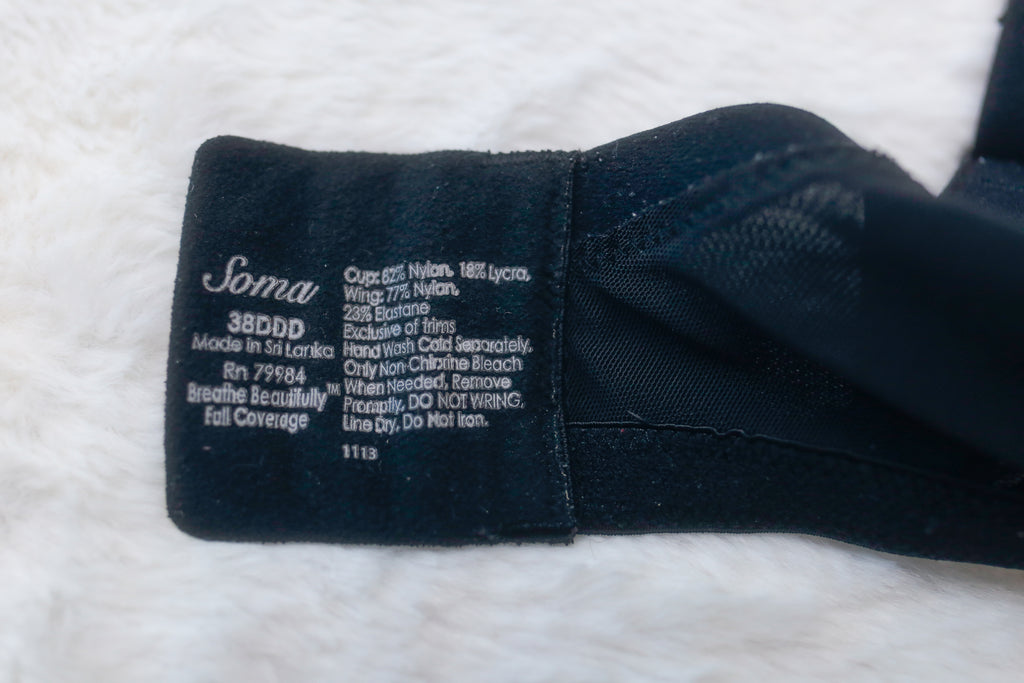 Soma
38DDD
Made in Sri Lanka
Rn 79984
Breathe Beautifully™
Full Coverage
Cup: 82% Nylon, 18% Lycra,
Wing: 77% Nylon,
23% Elastane
Exclusive of trims
Hand Wash Cold Separately,
Only Non-Chlorine Bleach
When Needed, Remove
Promptly, DO NOT WRING,
Line Dry, Do Not Iron.
1113